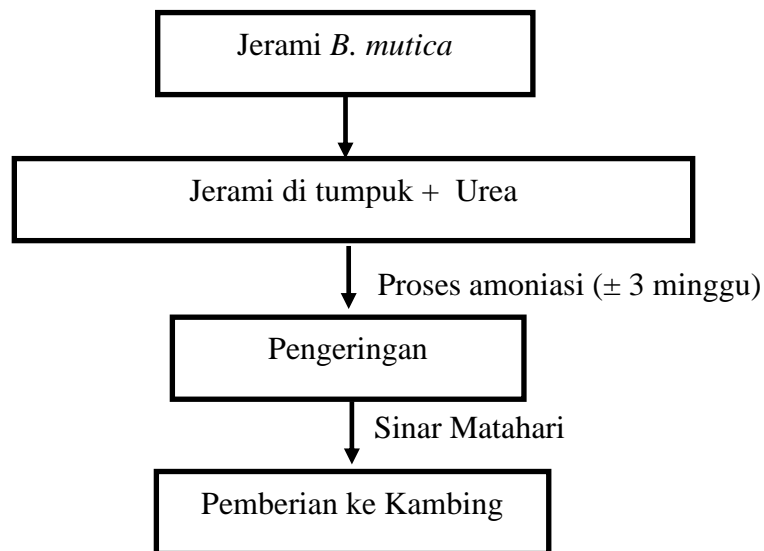 Jerami B. mutica
Jerami di tumpuk + Urea
Proses amoniasi (± 3 minggu)
Pengeringan
Sinar Matahari
Pemberian ke Kambing